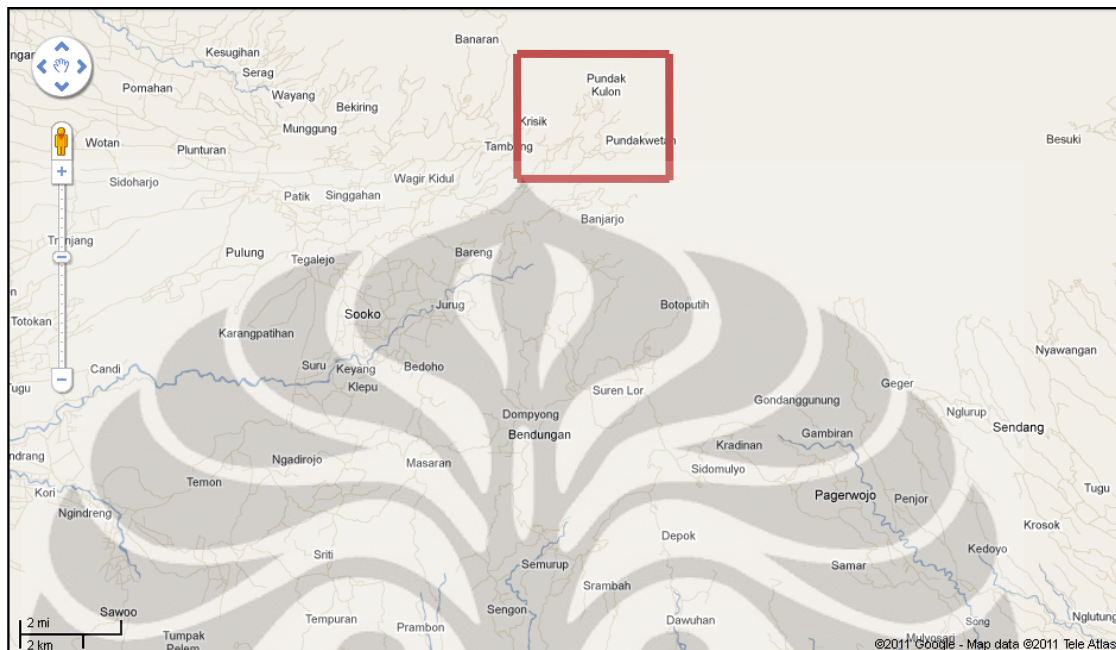 Banaran
Kesugihan
Serag
Pomahan
Wayang
Bekiring
Munggung
Pundak
Kulon
Krisik
Pundakwetan
Besuki
Wotan
Plunturan
Tambang
Sidoharjo
Wagir Kidul
Patik
Singgahan
Banjarjo
Pulung
Tegalejo
Bareng
Jurug
Botoputih
Totokan
Sooko
Karangpatihan
Nyawangan
Candi
Suru
Keyang
Bedoho
Klepu
Tugu
Suren Lor
Geger
Gondanggunung
Nglurup
Dompyong
Bendungan
Gambiran
Sendang
Kradinan
Ngadirojo
Masaran
Sidomulyo
Temon
Kori
Pagerwojo
Penjor
Tugu
Ngindreng
Krosok
Depok
Kedoyo
Sriti
Semurup
Samar
Srambah
Sawoo
Sengon
Tempuran
Prambon
Dawuhan
Song
Nglutung
2 mi
2 km
Tumpak
Pelem
Mulyosari
©2011 Google - Map data ©2011 Tele Atlas